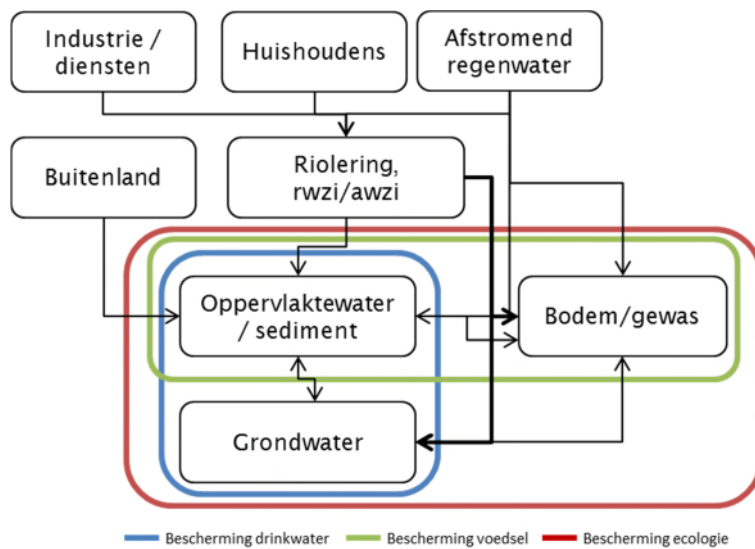 Industrie /
diensten
Huishoudens
Afstromend
regenwater
Buitenland
Riolering,
rwzi/awzi
Oppervlaktewater
/ sediment
Bodem/gewas
Grondwater
Bescherming drinkwater
Bescherming voedsel
Bescherming ecologie